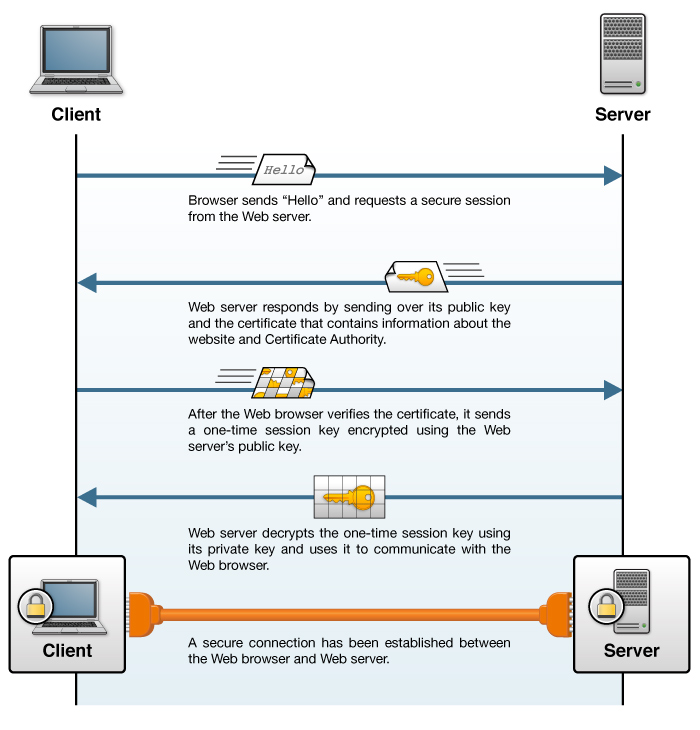 Client
Server
Hello
Browser sends “Hello” and requests a secure session
from the Web server.
Web server responds by sending over its public key
and the certificate that contains information about the
website and Certificate Authority.
After the Web browser verifies the certificate, it sends
a one-time session key encrypted using the Web
server’s public key.
Web server decrypts the one-time session key using
its private key and uses it to communicate with the
Web browser.
Client
Server
A secure connection has been established between
the Web browser and Web server.